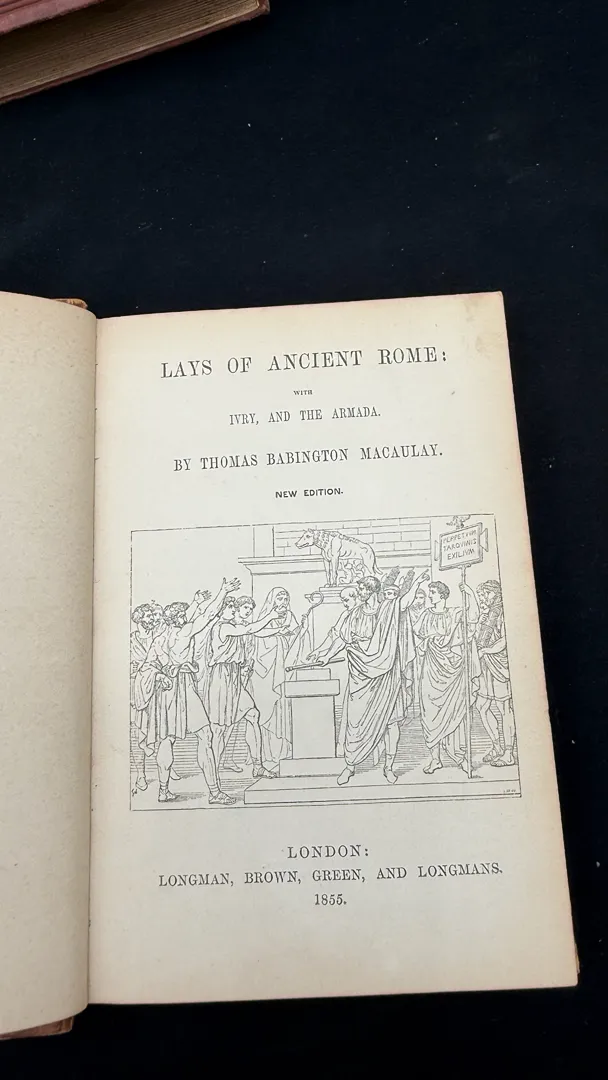 LAYS OF ANCIENT ROME:
WITH
IVRY, AND THE ARMADA.
BY THOMAS BABINGTON MACAULAY.
NEW EDITION.
PERPETVVM
TARQVINIIS
EXILIVM
LONDON:
LONGMAN, BROWN, GREEN, AND LONGMANS.
1855.